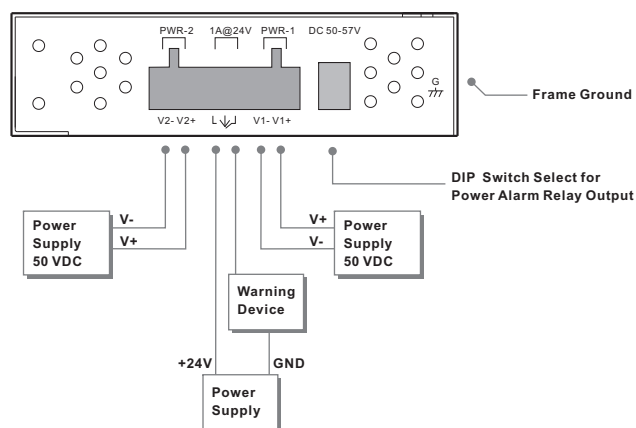 PWR-2 1A@24V PWR-1 DC 50-57V
G
Frame Ground
V2- V2+ L V1- V1+
DIP Switch Select for
Power Alarm Relay Output
Power
Supply
50 VDC
V-
V+
V+
V-
Power
Supply
50 VDC
Warning
Device
+24V GND
Power
Supply